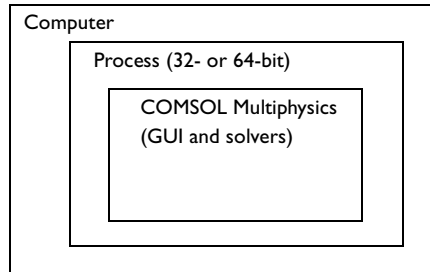 Computer
Process (32- or 64-bit)
COMSOL Multiphysics
(GUI and solvers)